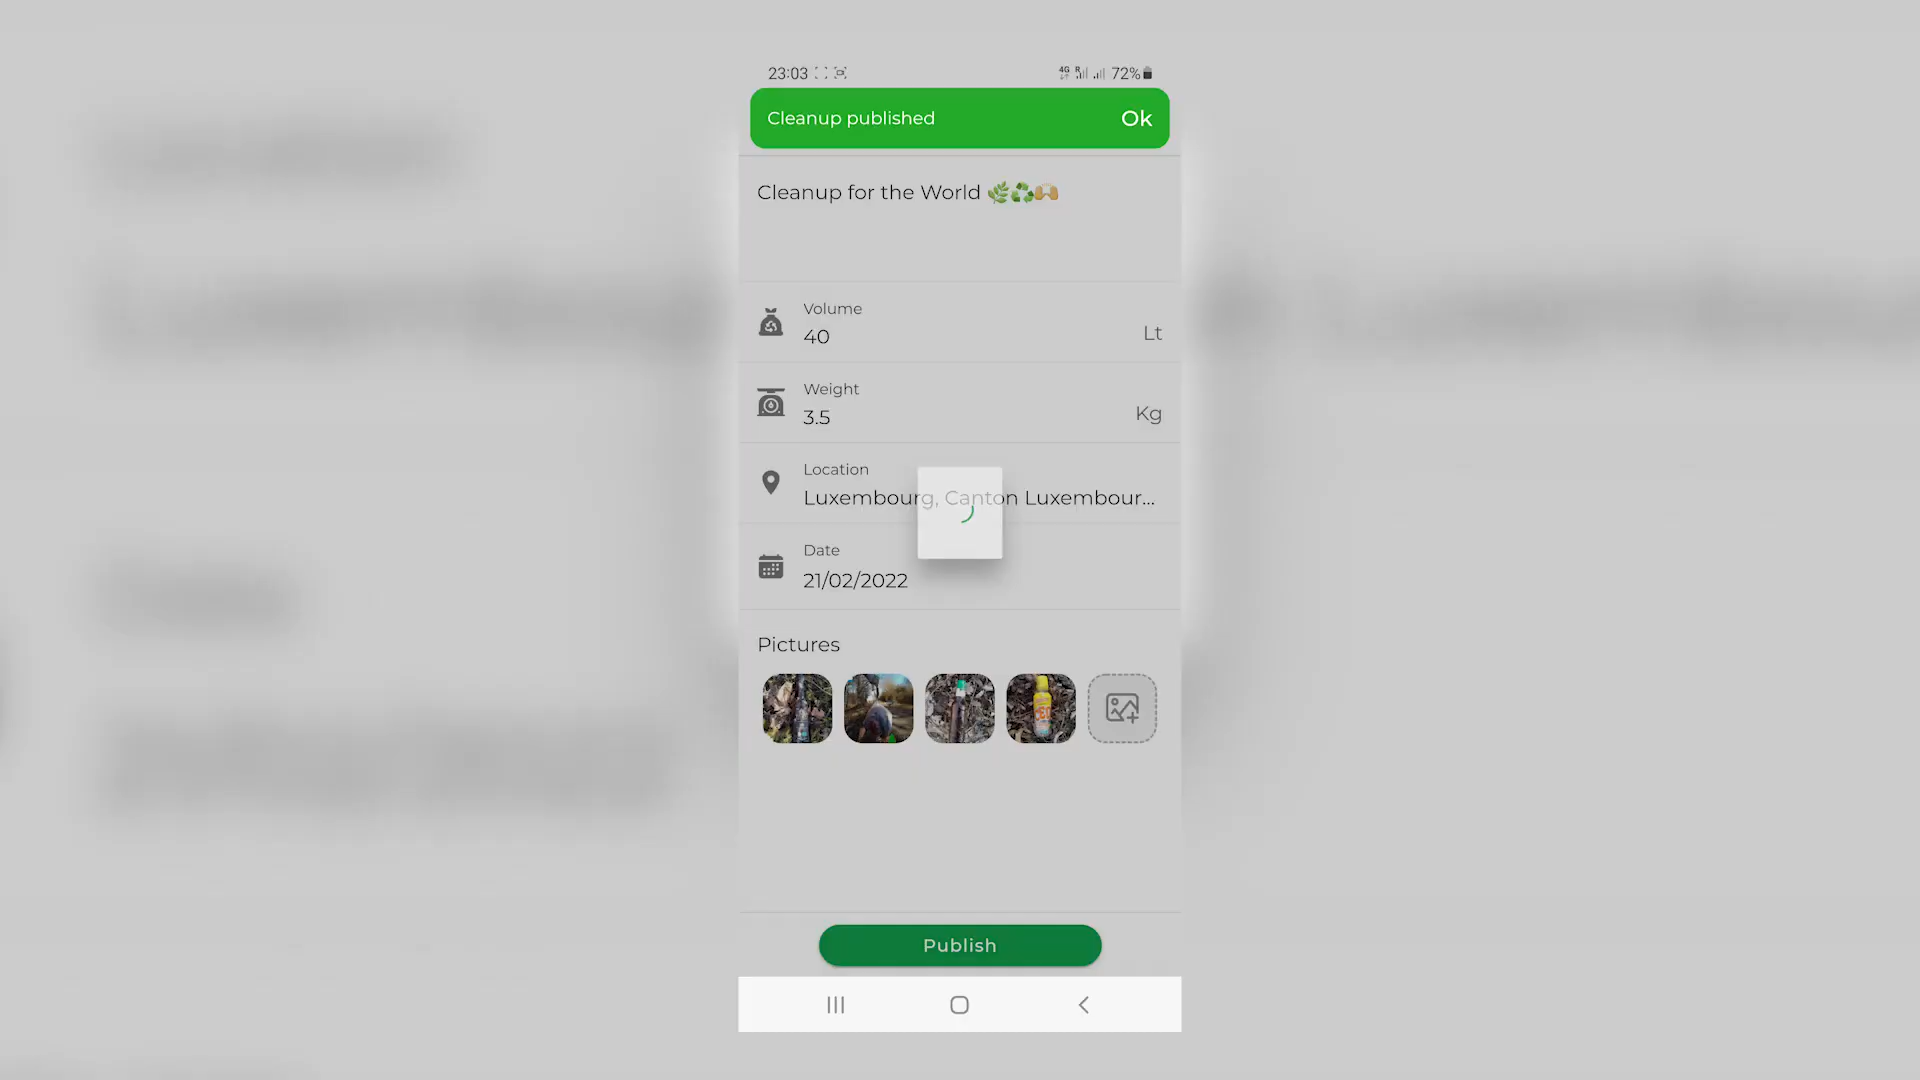 23:03 4G R 72%
Cleanup published Ok
Cleanup for the World 🌿♻️🙌
Volume
40 Lt
Weight
3.5 Kg
Location
Luxembourg, Canton Luxembour...
Date
21/02/2022
Pictures
Publish